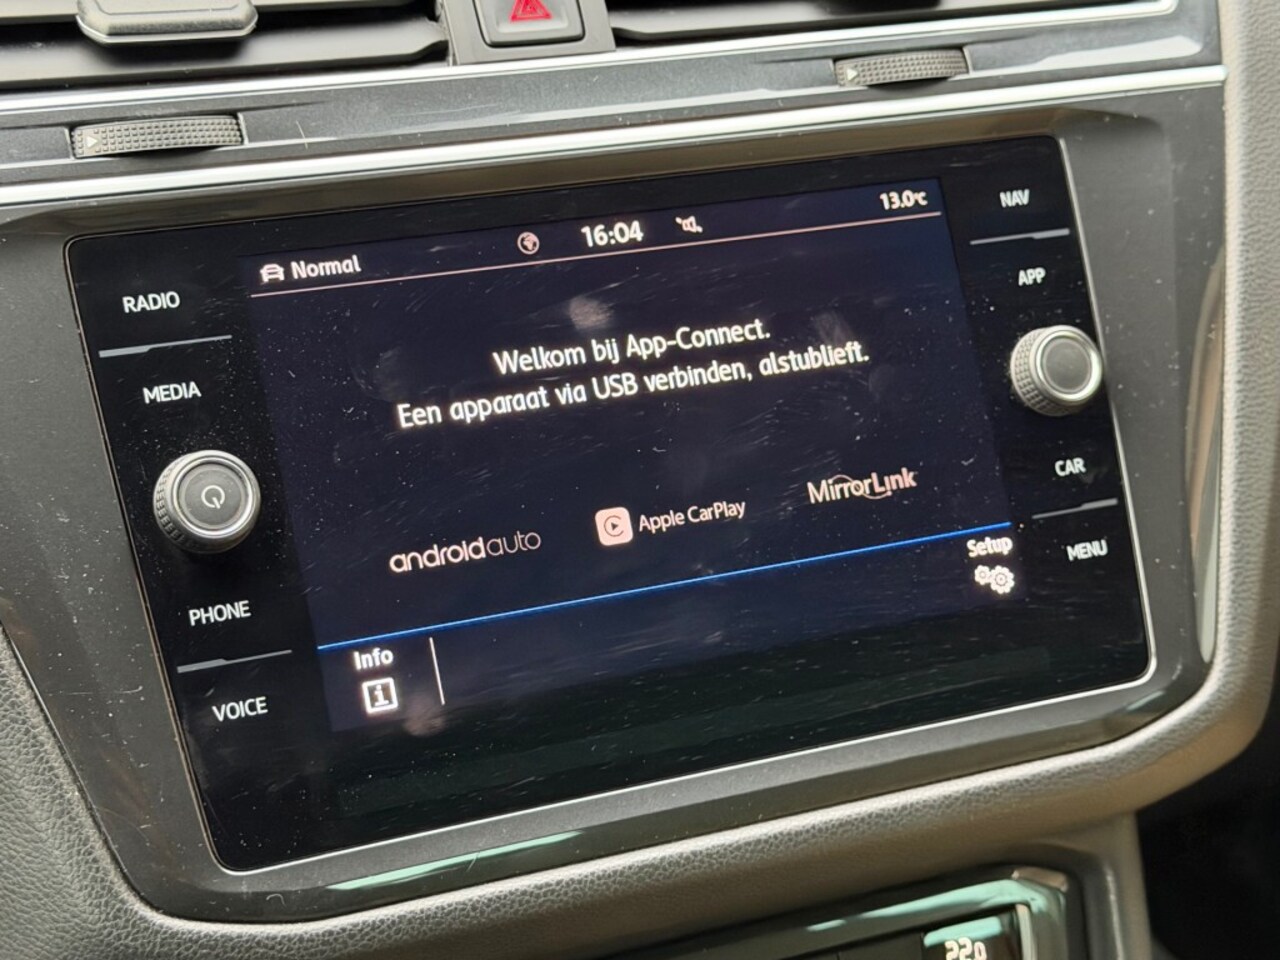 Normal
16:04
13.0°C
RADIO
MEDIA
PHONE
VOICE
Welkom bij App-Connect.
Een apparaat via USB verbinden, alstublieft.
androidauto
Apple CarPlay
MirrorLink
Setup
Info
i
NAV
APP
CAR
MENU
22.0